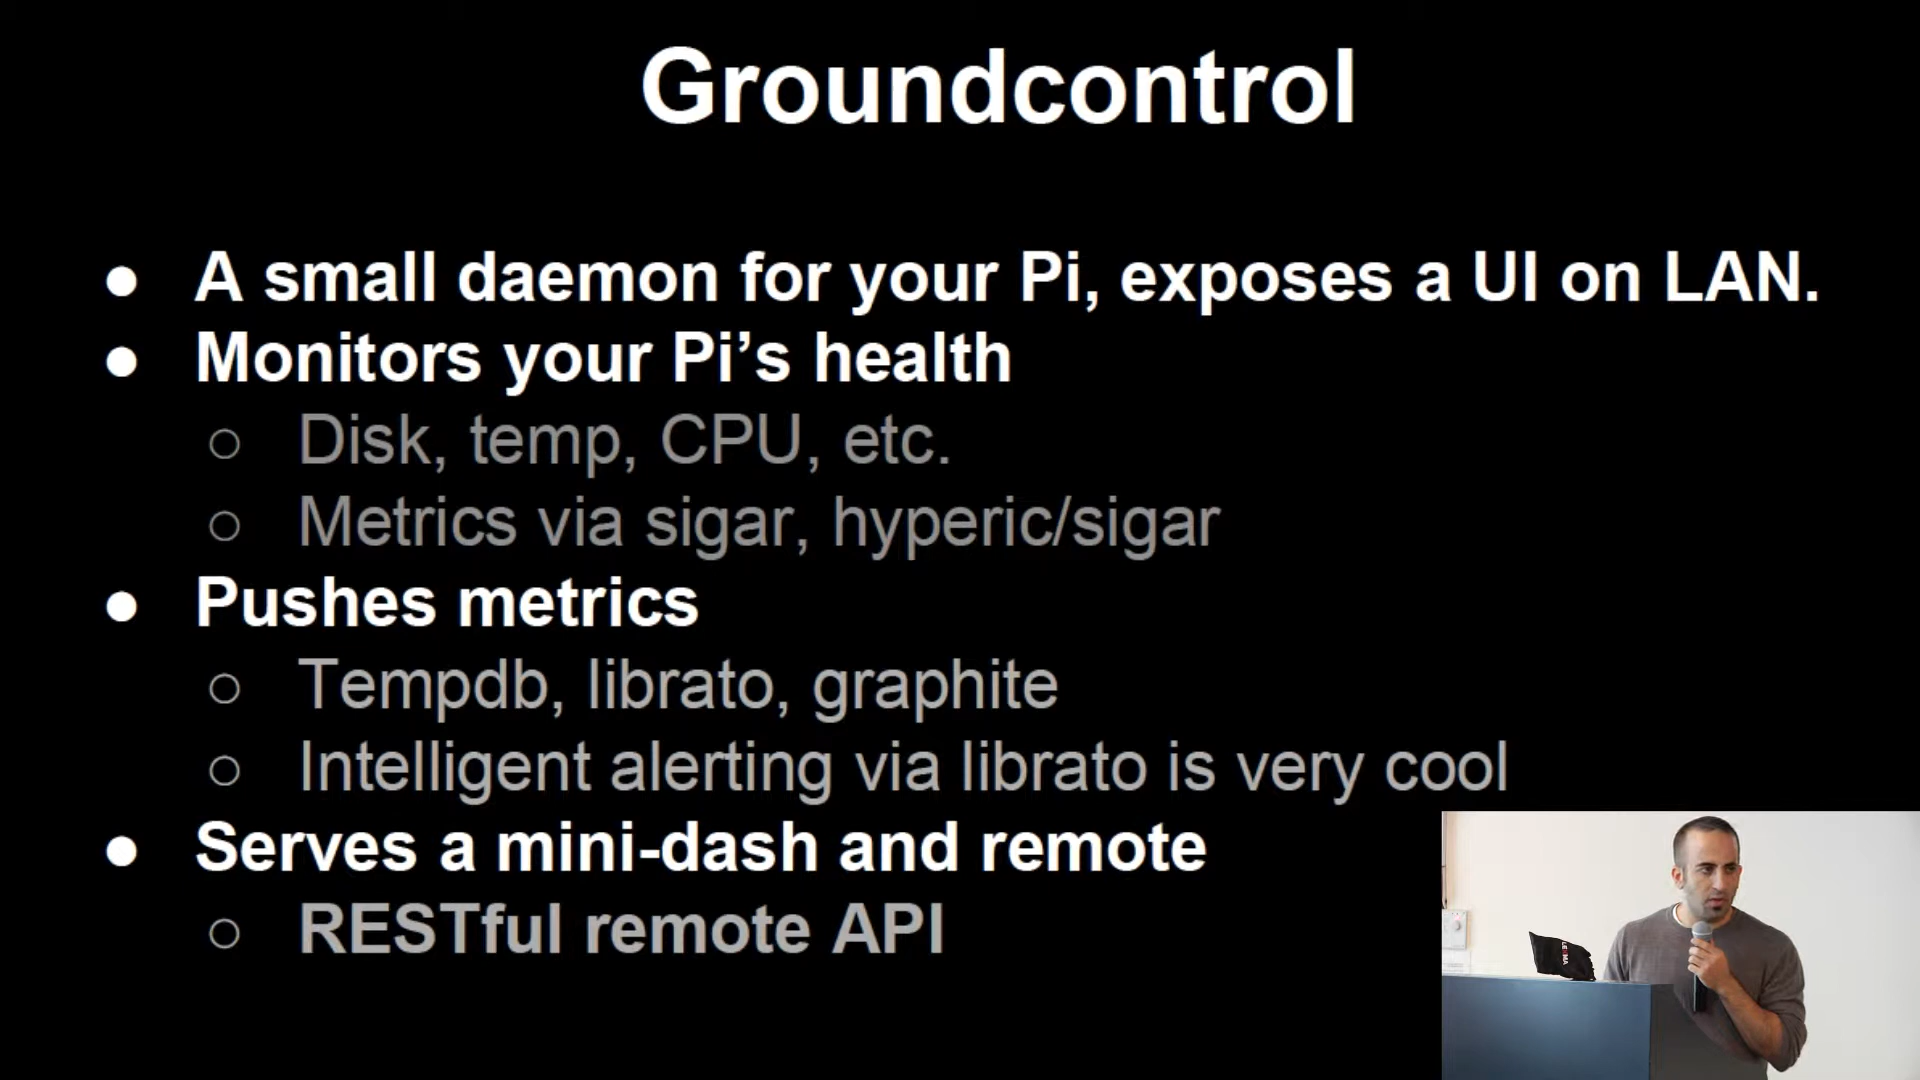 Groundcontrol
● A small daemon for your Pi, exposes a UI on LAN.
● Monitors your Pi’s health
○ Disk, temp, CPU, etc.
○ Metrics via sigar, hyperic/sigar
● Pushes metrics
○ Tempdb, librato, graphite
○ Intelligent alerting via librato is very cool
● Serves a mini-dash and remote
○ RESTful remote API